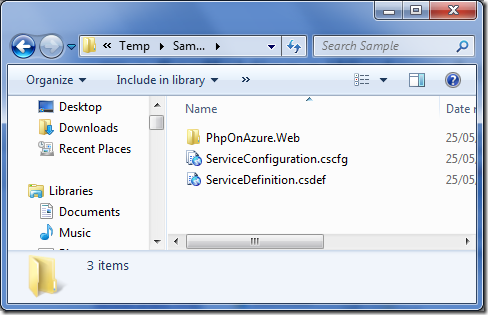 « Temp Sam... Search Sample
Organize Include in library »
Desktop
Downloads
Recent Places
Libraries
Documents
Music
Name Date
PhpOnAzure.Web 25/05
ServiceConfiguration.cscfg 25/05
ServiceDefinition.csdef 25/05
3 items